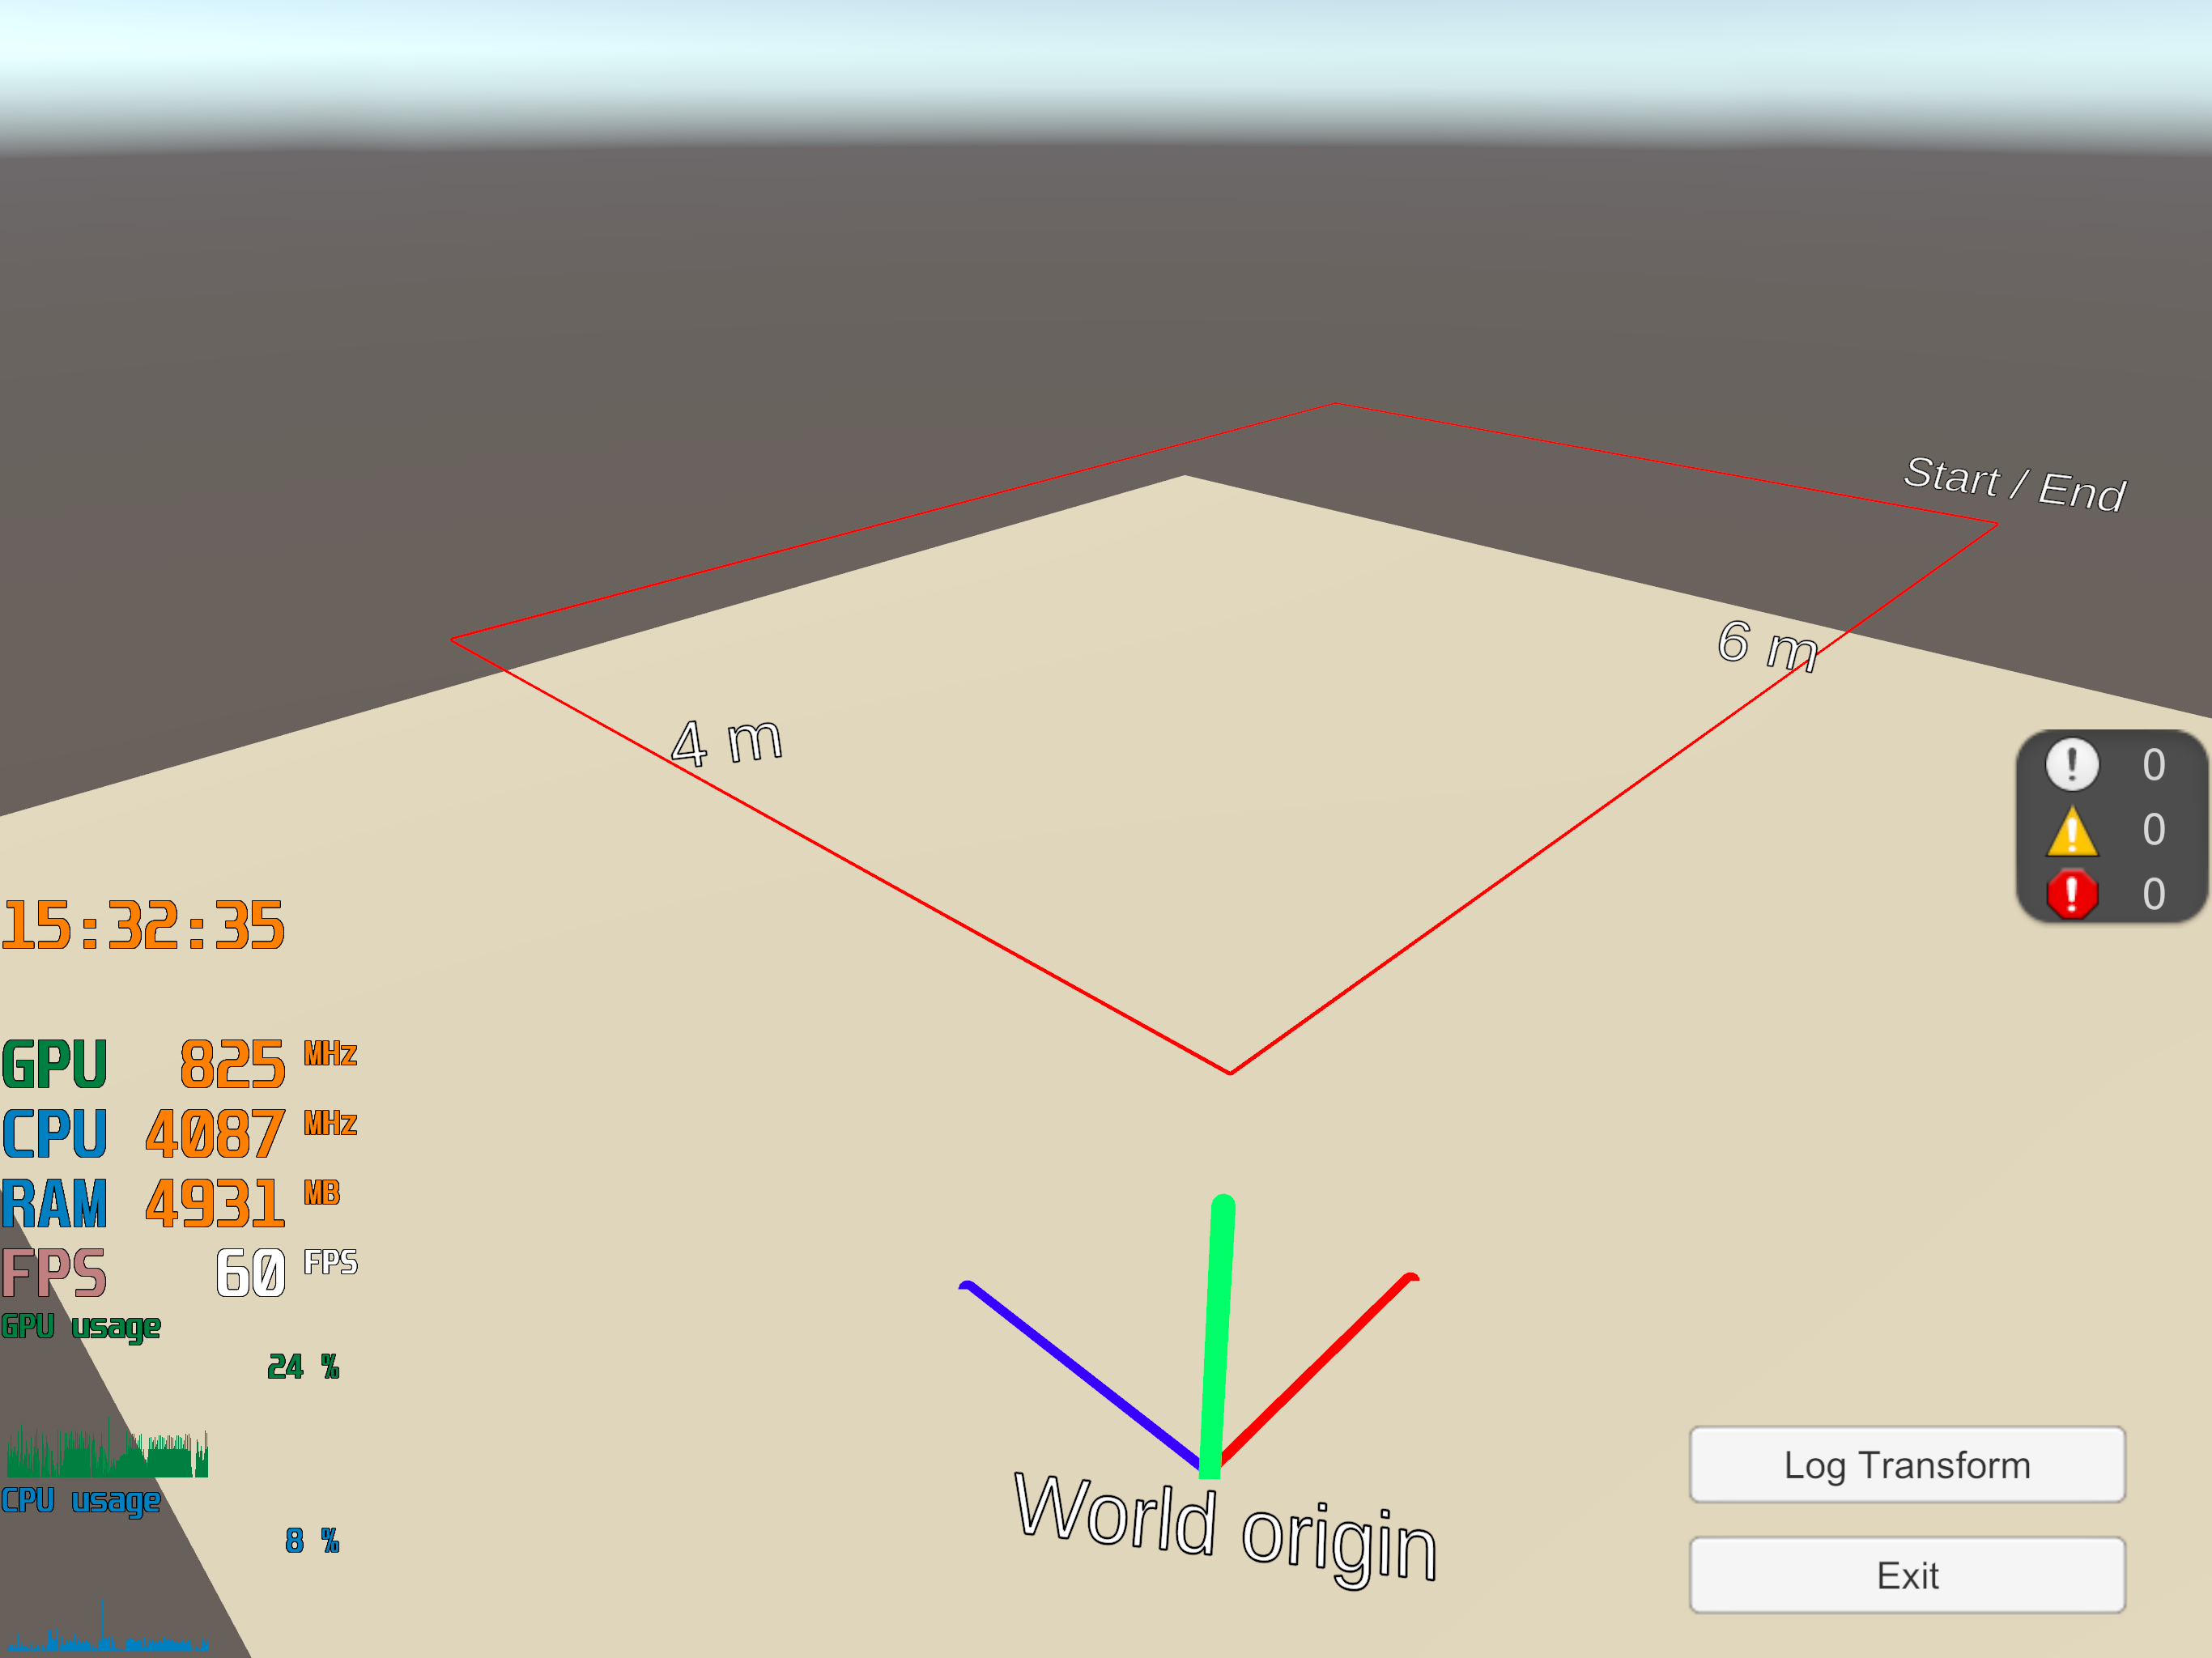 Start / End
6 m
4 m
! 0
! 0
! 0
15:32:35
GPU 825 MHz
CPU 4087 MHz
RAM 4931 MB
FPS 60 FPS
GPU usage
24 %
CPU usage
8 %
World origin
Log Transform
Exit